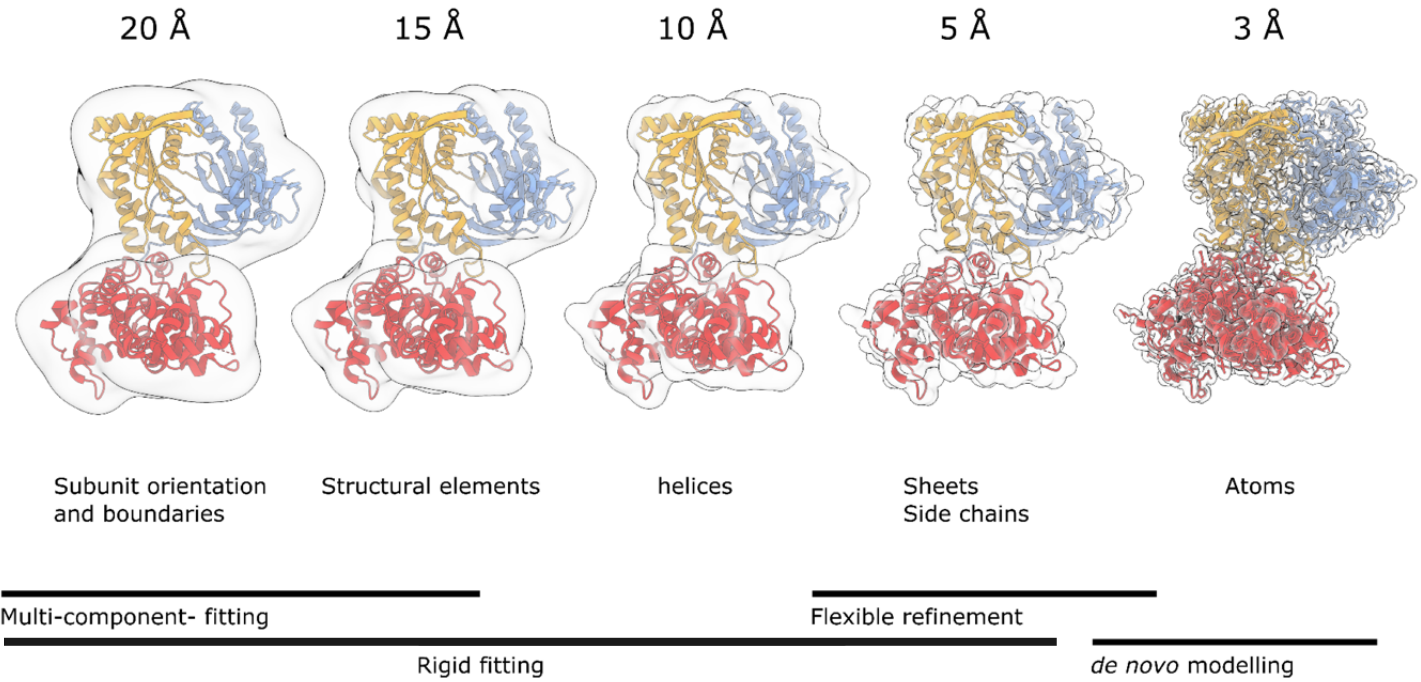 20 Å
15 Å
10 Å
5 Å
3 Å
Subunit orientation
and boundaries
Structural elements
helices
Sheets
Side chains
Atoms
Multi-component- fitting
Flexible refinement
Rigid fitting
de novo modelling